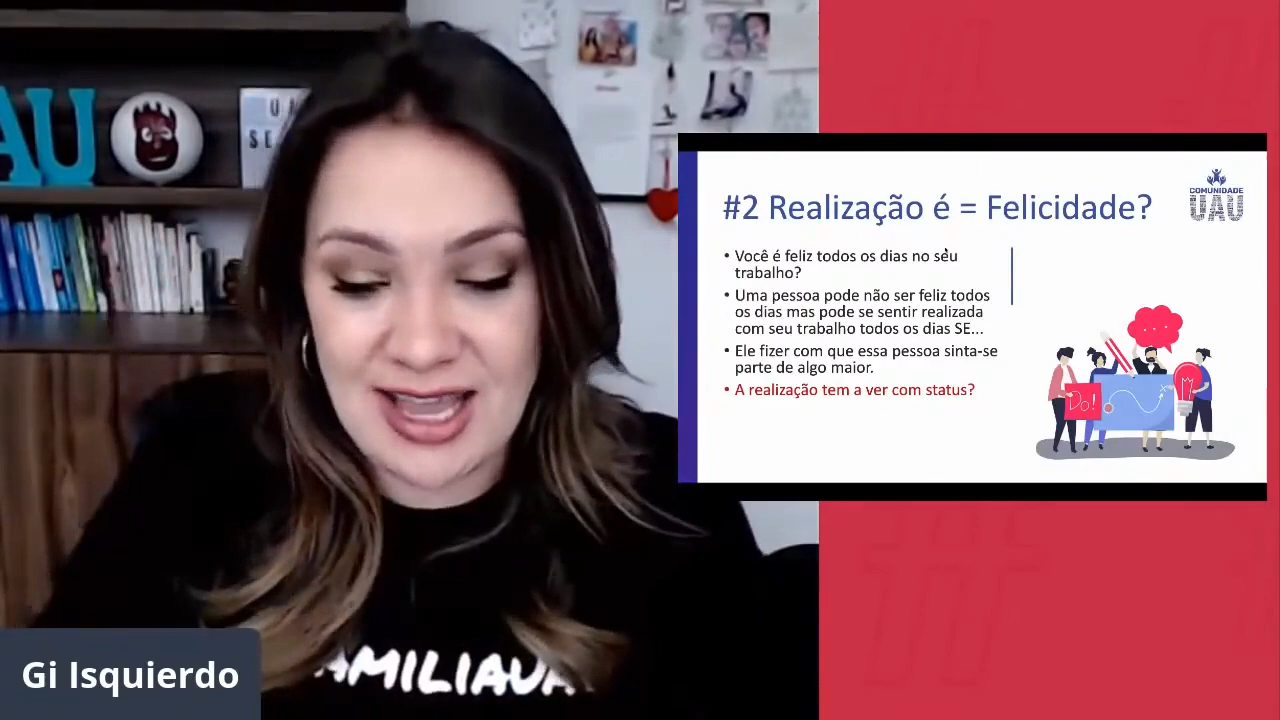 AU
U
SE
#2 Realização é = Felicidade?
COMUNIDADE
UAU
• Você é feliz todos os dias no seu
trabalho?
• Uma pessoa pode não ser feliz todos
os dias mas pode se sentir realizada
com seu trabalho todos os dias SE...
• Ele fizer com que essa pessoa sinta-se
parte de algo maior.
• A realização tem a ver com status?
Do!
Gi Isquierdo
AMILIAUA